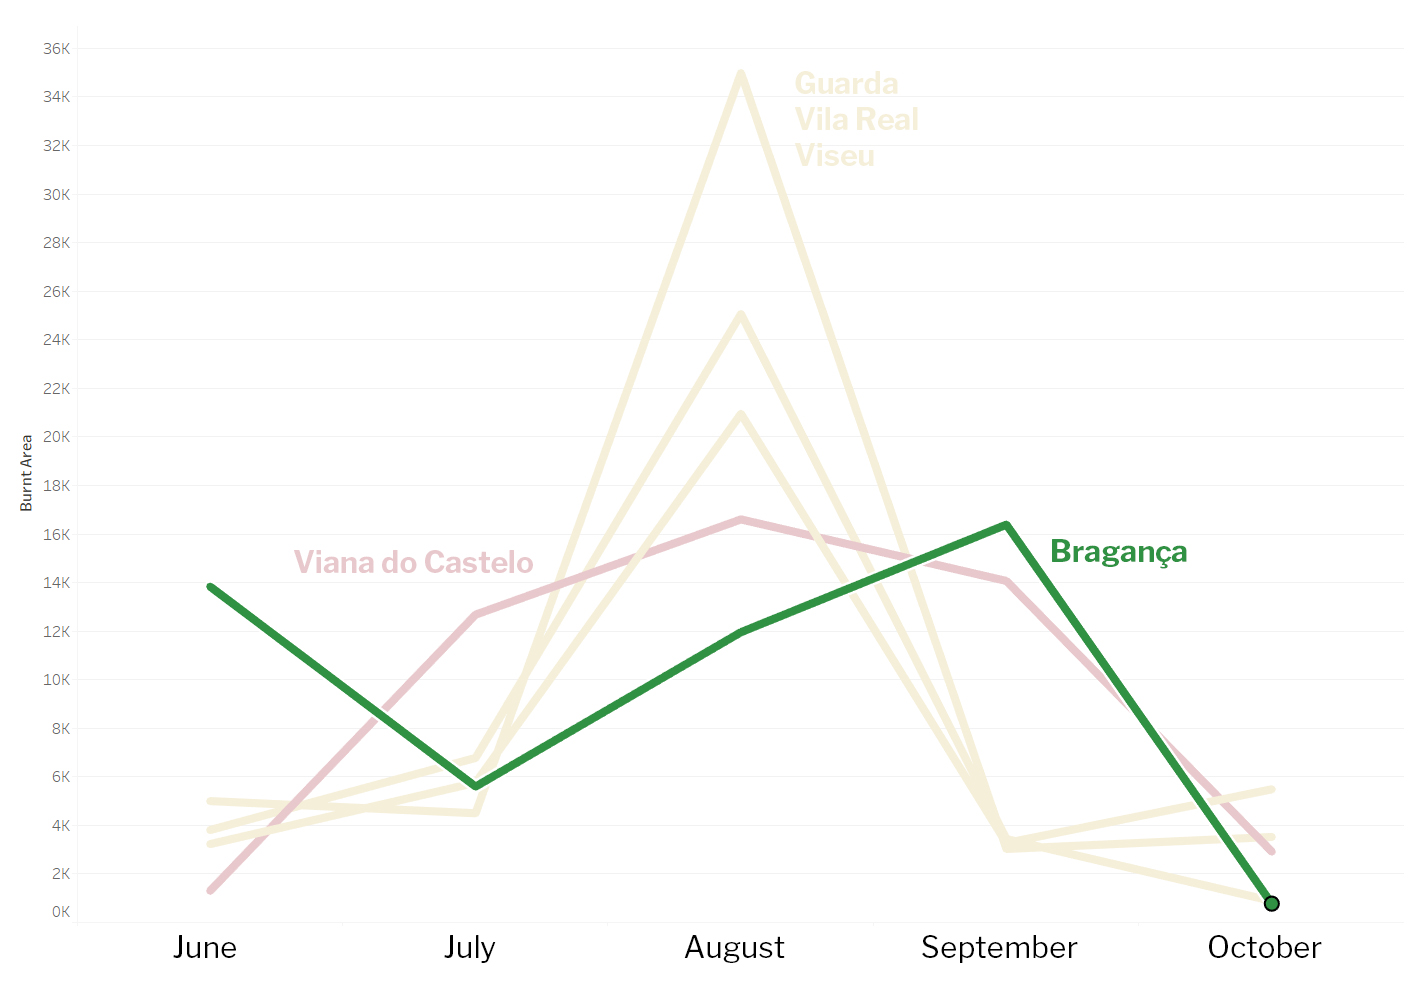 36K
34K
32K
30K
28K
26K
24K
22K
20K
18K
16K
14K
12K
10K
8K
6K
4K
2K
0K
Burnt Area
Guarda
Vila Real
Viseu
Viana do Castelo
Bragança
June
July
August
September
October